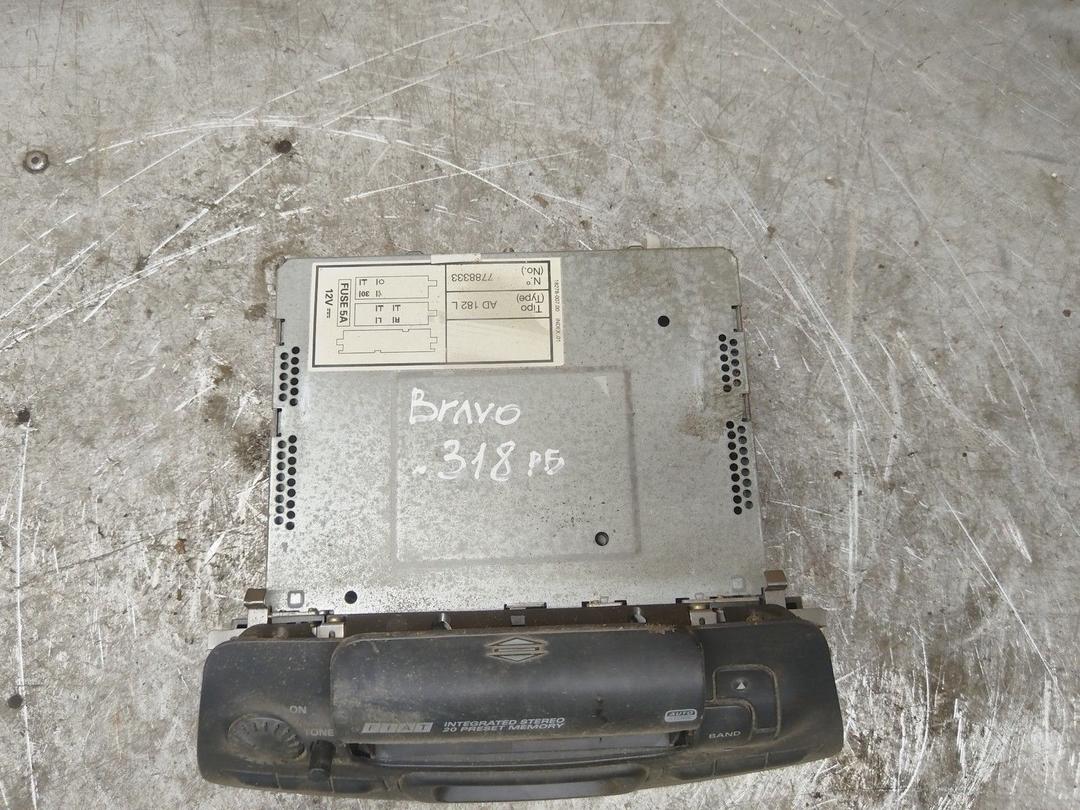 N.° (No.) 7788333
Tipo (Type) AD 182 L
FUSE 5A
12V
Bravo
318 РБ
FIAT INTEGRATED STEREO
20 PRESET MEMORY
AUTO
ON
TONE
BAND